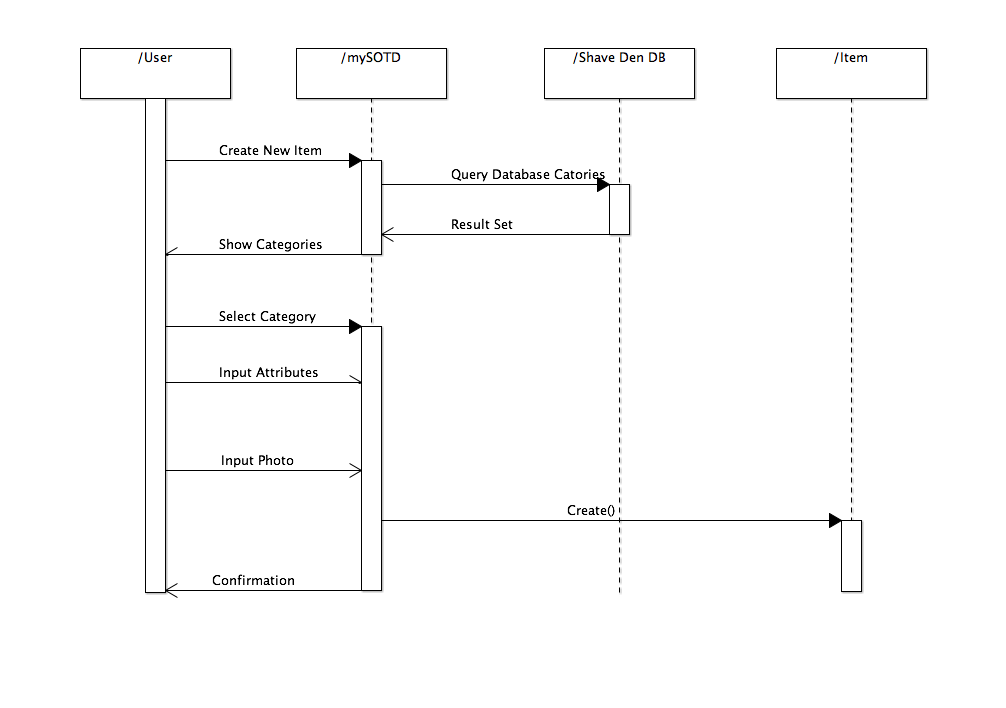 /User
/mySOTD
/Shave Den DB
/Item
Create New Item
Query Database Catories
Result Set
Show Categories
Select Category
Input Attributes
Input Photo
Create()
Confirmation